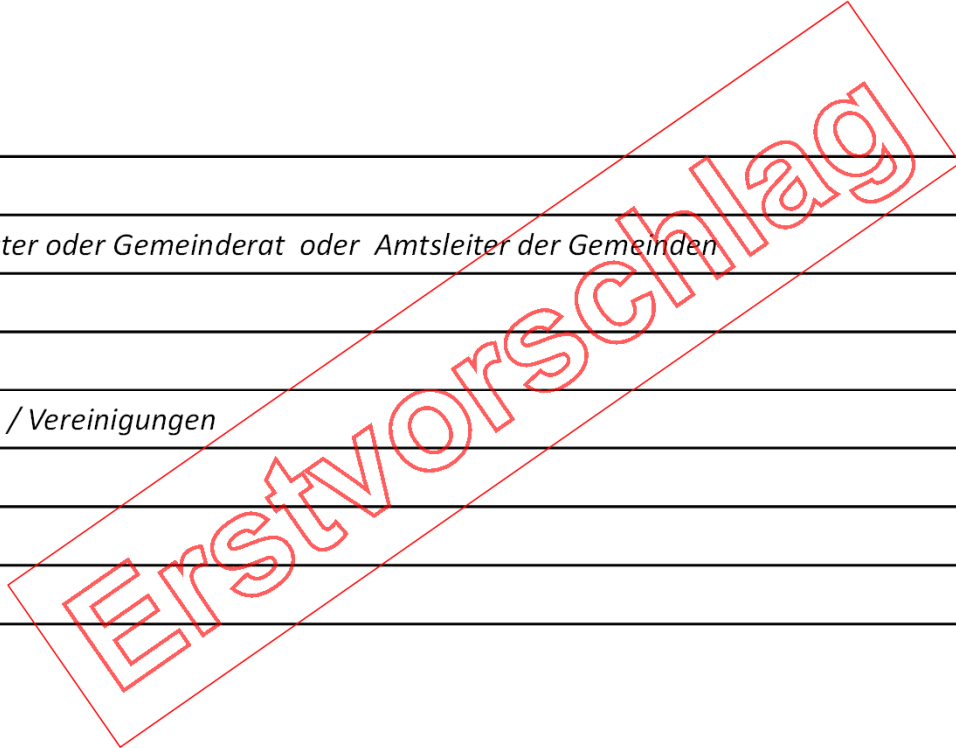 ter oder Gemeinderat oder Amtsleiter der Gemeinden
/ Vereinigungen
Erstvorschlag